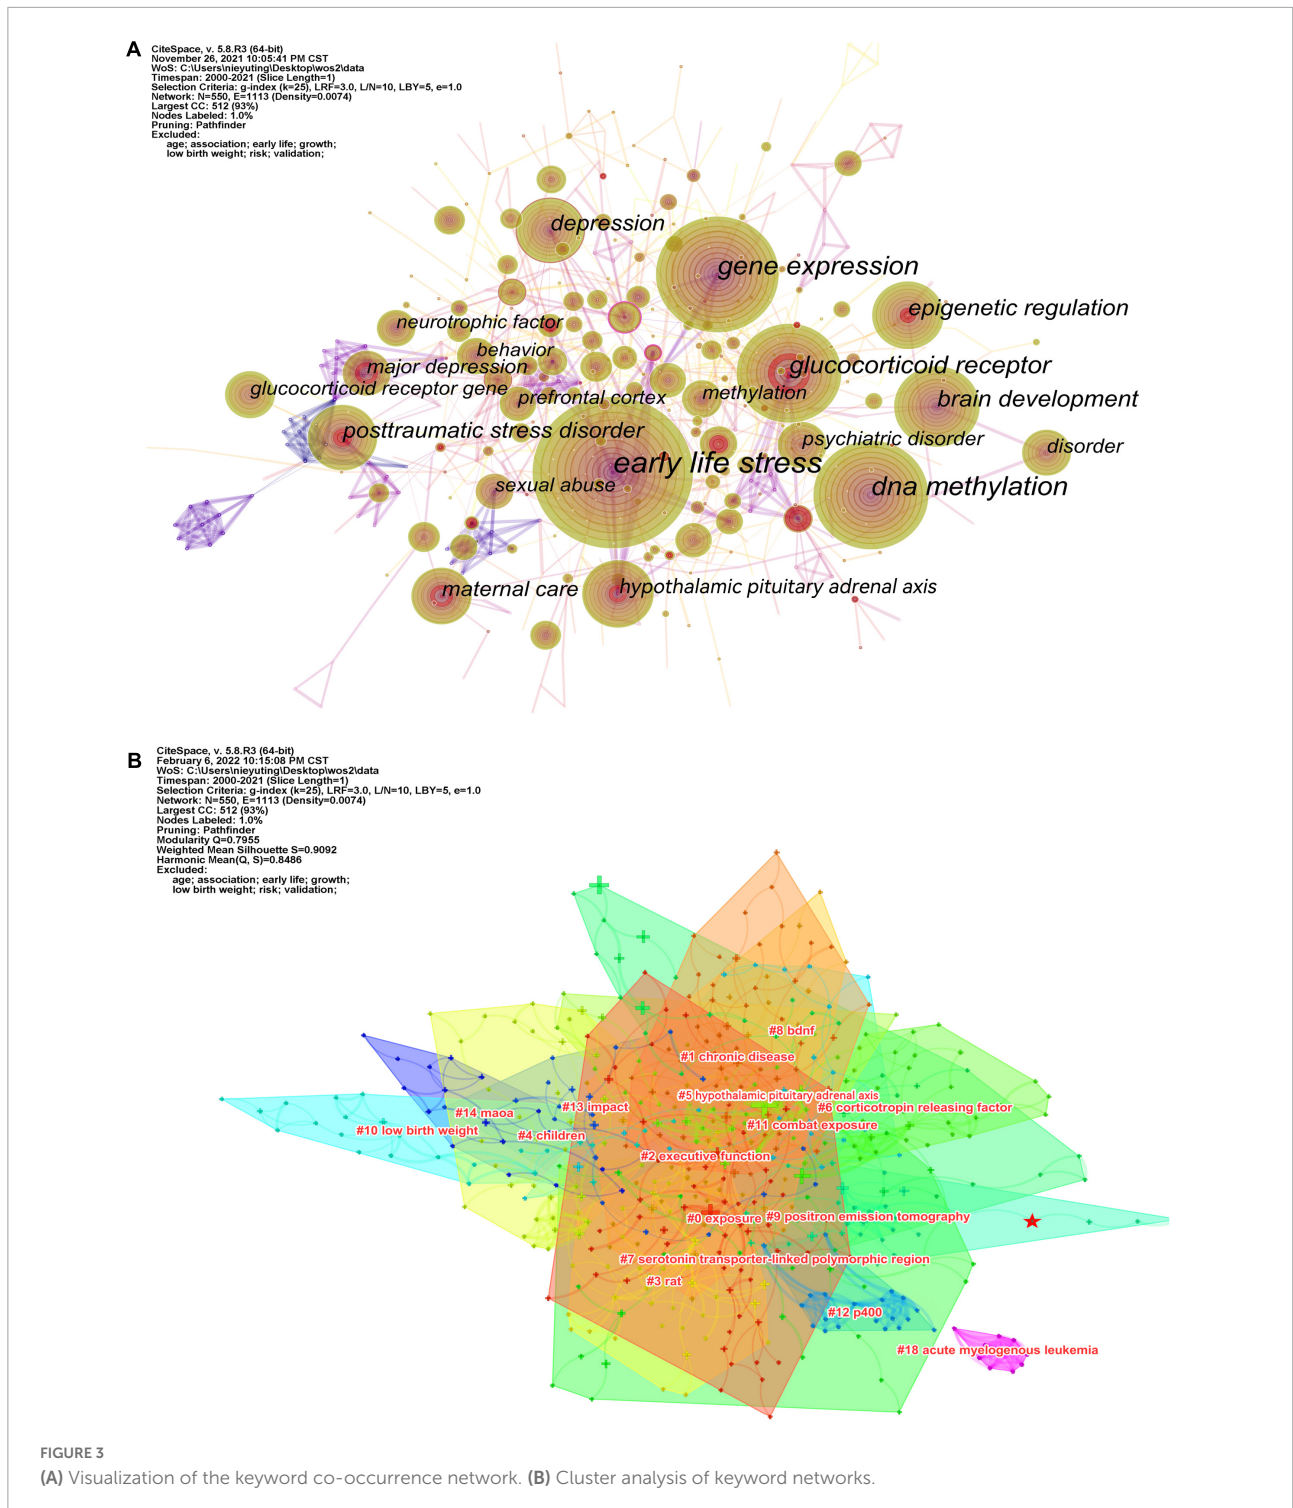 A
CiteSpace, v. 5.8.R3 (64-bit)
November 26, 2021 10:05:41 PM CST
WoS: C:\Users\nieyuting\Desktop\wos2\data
Timespan: 2000-2021 (Slice Length=1)
Selection Criteria: g-index (k=25), LRF=3.0, L/N=10, LBY=5, e=1.0
Network: N=550, E=1113 (Density=0.0074)
Largest CC: 512 (93%)
Nodes Labeled: 1.0%
Pruning: Pathfinder
Excluded:
age; association; early life; growth;
low birth weight; risk; validation;
depression
gene expression
epigenetic regulation
neurotrophic factor
behavior
major depression
glucocorticoid receptor
glucocorticoid receptor gene
prefrontal cortex
methylation
brain development
posttraumatic stress disorder
psychiatric disorder
disorder
early life stress
sexual abuse
dna methylation
maternal care
hypothalamic pituitary adrenal axis
B
CiteSpace, v. 5.8.R3 (64-bit)
February 6, 2022 10:15:08 PM CST
WoS: C:\Users\nieyuting\Desktop\wos2\data
Timespan: 2000-2021 (Slice Length=1)
Selection Criteria: g-index (k=25), LRF=3.0, L/N=10, LBY=5, e=1.0
Network: N=550, E=1113 (Density=0.0074)
Largest CC: 512 (93%)
Nodes Labeled: 1.0%
Pruning: Pathfinder
Modularity Q=0.7955
Weighted Mean Silhouette S=0.9092
Harmonic Mean(Q, S)=0.8486
Excluded:
age; association; early life; growth;
low birth weight; risk; validation;
#8 bdnf
#1 chronic disease
#5 hypothalamic pituitary adrenal axis
#13 impact
#6 corticotropin releasing factor
#14 maoa
#11 combat exposure
#10 low birth weight
#4 children
#2 executive function
#0 exposure
#9 positron emission tomography
#7 serotonin transporter-linked polymorphic region
#3 rat
#12 p400
#18 acute myelogenous leukemia
FIGURE 3
(A) Visualization of the keyword co-occurrence network. (B) Cluster analysis of keyword networks.